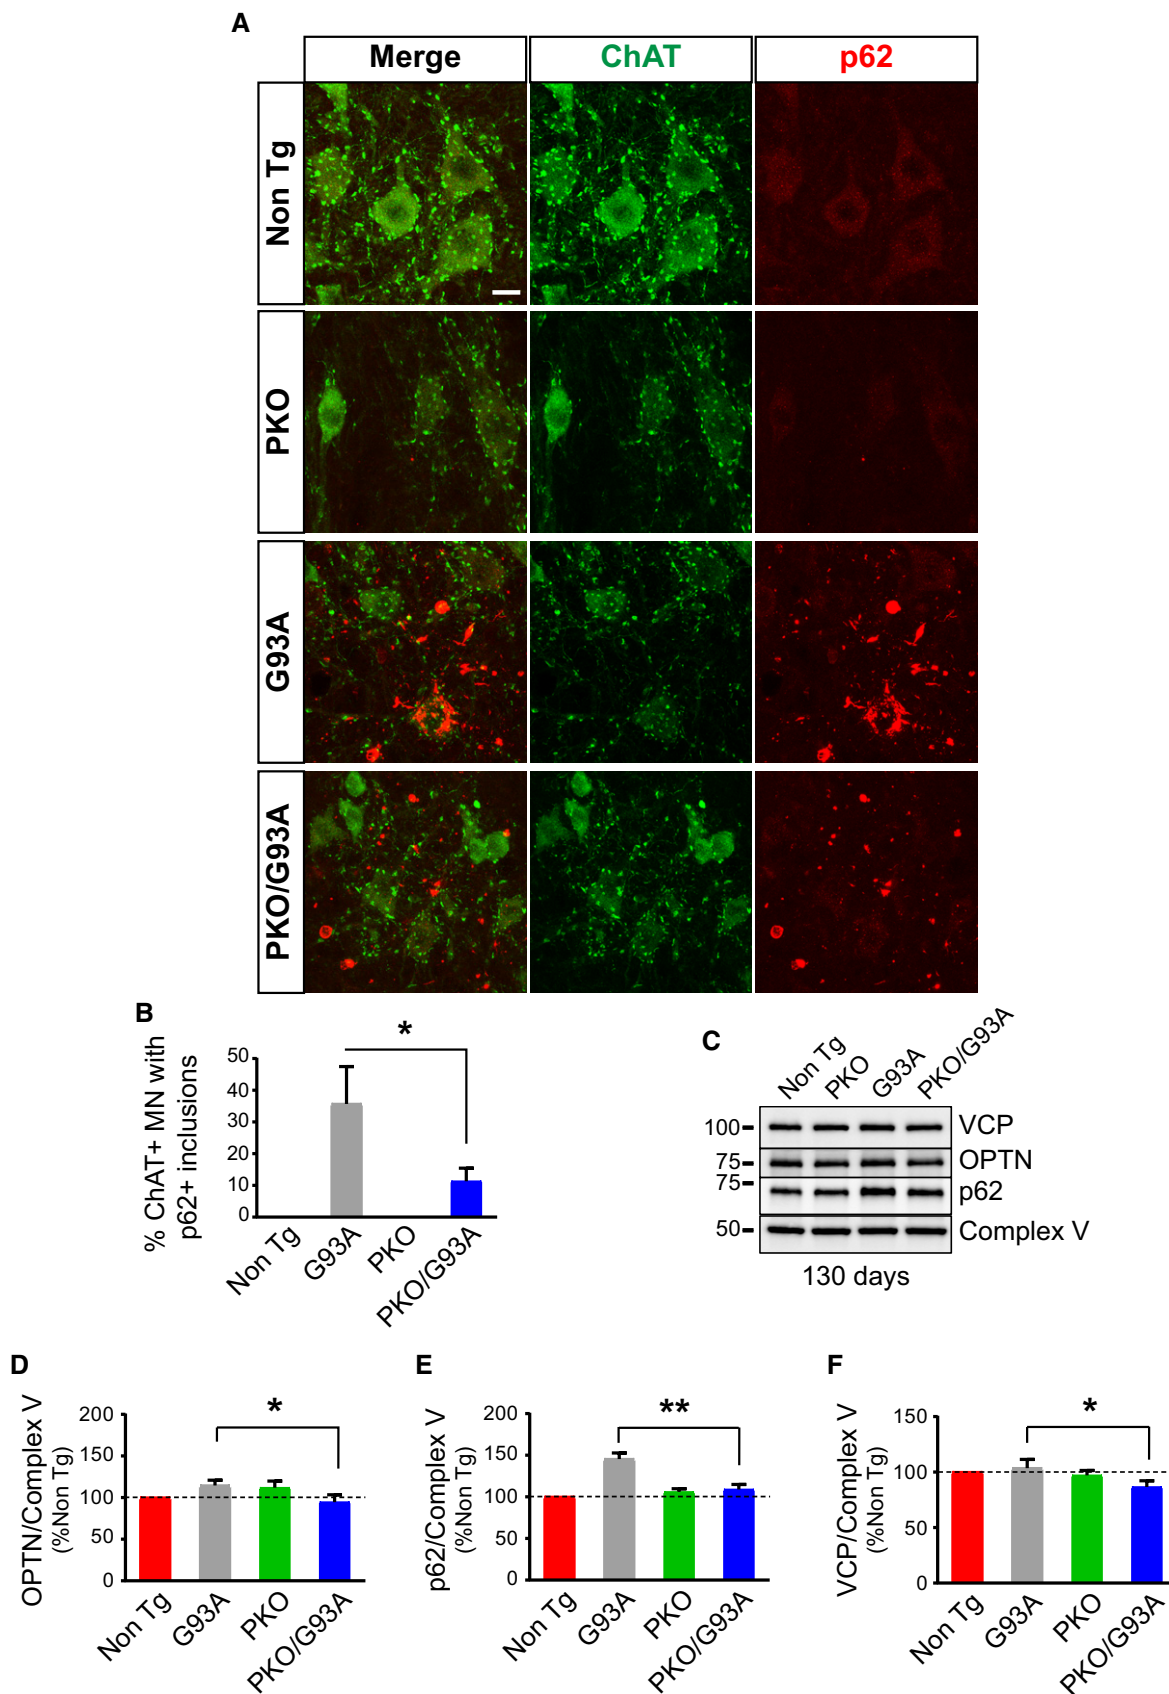 A
Merge ChAT p62
Non Tg
PKO
G93A
PKO/G93A
B
*
% ChAT+ MN with
p62+ inclusions
50
40
30
20
10
0
Non Tg G93A PKO PKO/G93A
C
Non Tg PKO G93A PKO/G93A
100 VCP
75 OPTN
75 p62
50 Complex V
130 days
D
*
OPTN/Complex V
(%Non Tg)
200
150
100
50
0
Non Tg G93A PKO PKO/G93A
E
**
p62/Complex V
(%Non Tg)
200
150
100
50
0
Non Tg G93A PKO PKO/G93A
F
*
VCP/Complex V
(%Non Tg)
150
100
50
0
Non Tg G93A PKO PKO/G93A